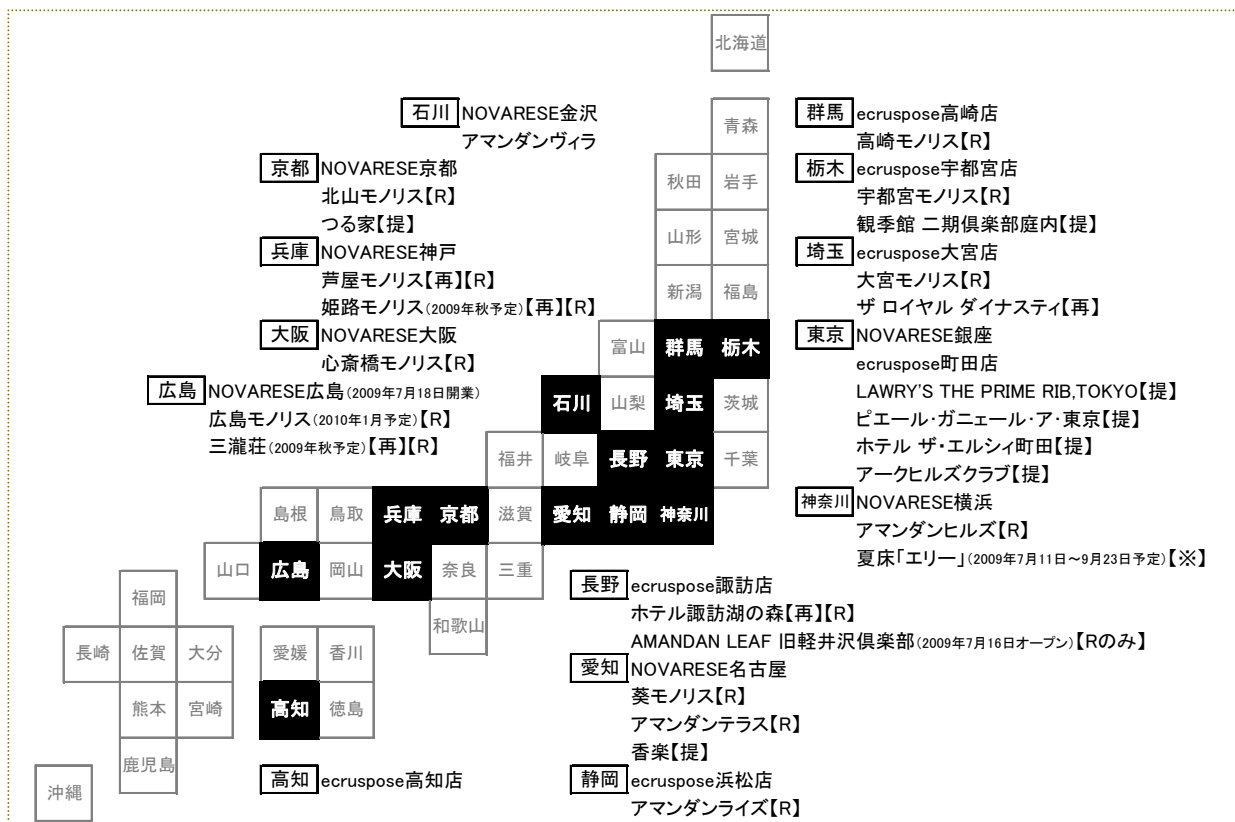 北海道
石川 NOVARESE金沢
アマンダンヴィラ
京都 NOVARESE京都
北山モノリス【R】
つる家【提】
兵庫 NOVARESE神戸
芦屋モノリス【再】【R】
姫路モノリス(2009年秋予定)【再】【R】
大阪 NOVARESE大阪
心斎橋モノリス【R】
広島 NOVARESE広島(2009年7月18日開業)
広島モノリス(2010年1月予定)【R】
三瀧荘(2009年秋予定)【再】【R】
青森
秋田 岩手
山形 宮城
新潟 福島
富山 群馬 栃木
石川 山梨 埼玉 茨城
福井 岐阜 長野 東京 千葉
島根 鳥取 兵庫 京都 滋賀 愛知 静岡 神奈川
山口 広島 岡山 大阪 奈良 三重
福岡
和歌山
長崎 佐賀 大分 愛媛 香川
熊本 宮崎 高知 徳島
鹿児島
沖縄
群馬 ecruspose高崎店
高崎モノリス【R】
栃木 ecruspose宇都宮店
宇都宮モノリス【R】
観季館 二期倶楽部庭内【提】
埼玉 ecruspose大宮店
大宮モノリス【R】
ザ ロイヤル ダイナスティ【再】
東京 NOVARESE銀座
ecruspose町田店
LAWRY'S THE PRIME RIB,TOKYO【提】
ピエール・ガニェール・ア・東京【提】
ホテル ザ・エルシィ町田【提】
アークヒルズクラブ【提】
神奈川 NOVARESE横浜
アマンダンヒルズ【R】
夏床「エリー」(2009年7月11日～9月23日予定)【※】
長野 ecruspose諏訪店
ホテル諏訪湖の森【再】【R】
AMANDAN LEAF 旧軽井沢倶楽部(2009年7月16日オープン)【Rのみ】
愛知 NOVARESE名古屋
葵モノリス【R】
アマンダンテラス【R】
香楽【提】
高知 ecruspose高知店
静岡 ecruspose浜松店
アマンダンライズ【R】